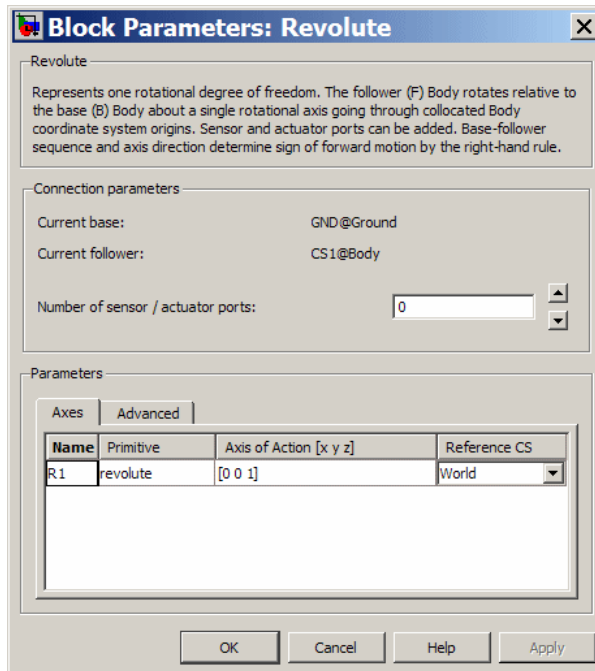 Block Parameters: Revolute
Revolute
Represents one rotational degree of freedom. The follower (F) Body rotates relative to
the base (B) Body about a single rotational axis going through collocated Body
coordinate system origins. Sensor and actuator ports can be added. Base-follower
sequence and axis direction determine sign of forward motion by the right-hand rule.
Connection parameters
Current base: GND@Ground
Current follower: CS1@Body
Number of sensor / actuator ports: 0
Parameters
Axes Advanced
Name Primitive Axis of Action [x y z] Reference CS
R1 revolute [0 0 1] World
OK Cancel Help Apply